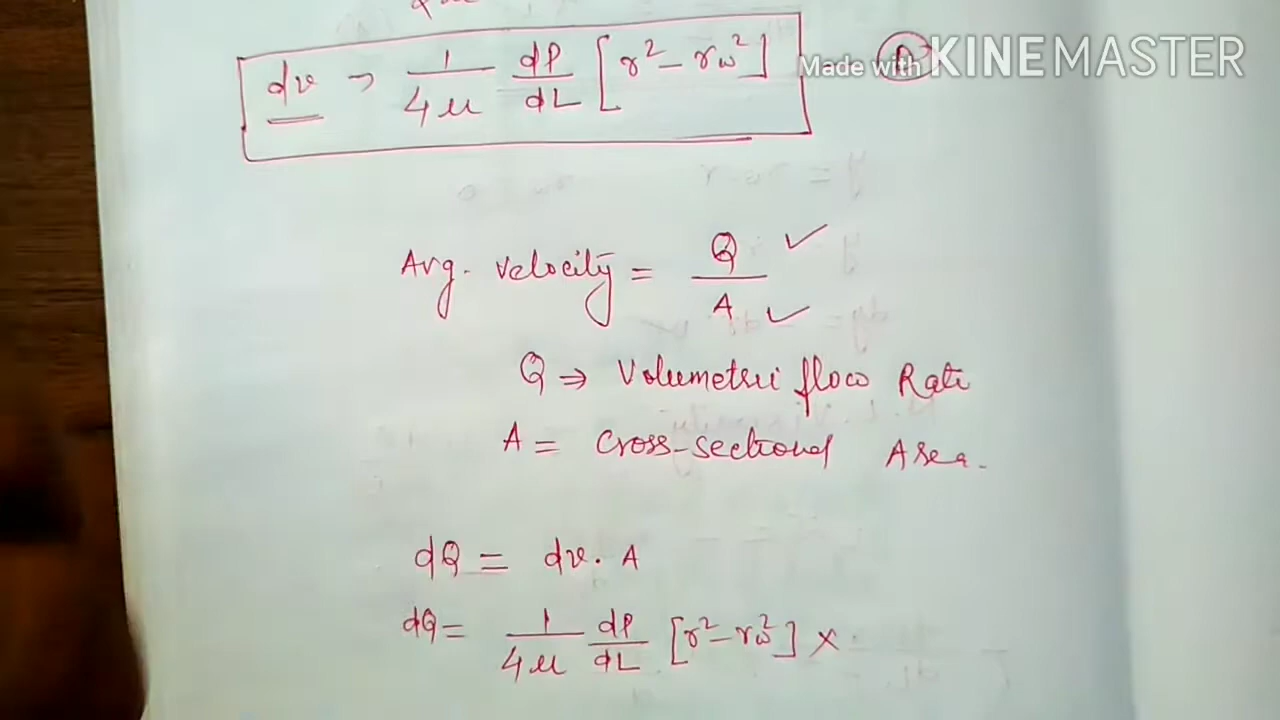 dv → 1/4μ dP/dL [r² - rw²] A
Made with KINEMASTER
Avg. velocity = Q/A
Q ⇒ Volumetric flow Rate
A = Cross-sectional Area.
dQ = dv. A
dQ = 1/4μ dP/dL [r² - rw²] ×